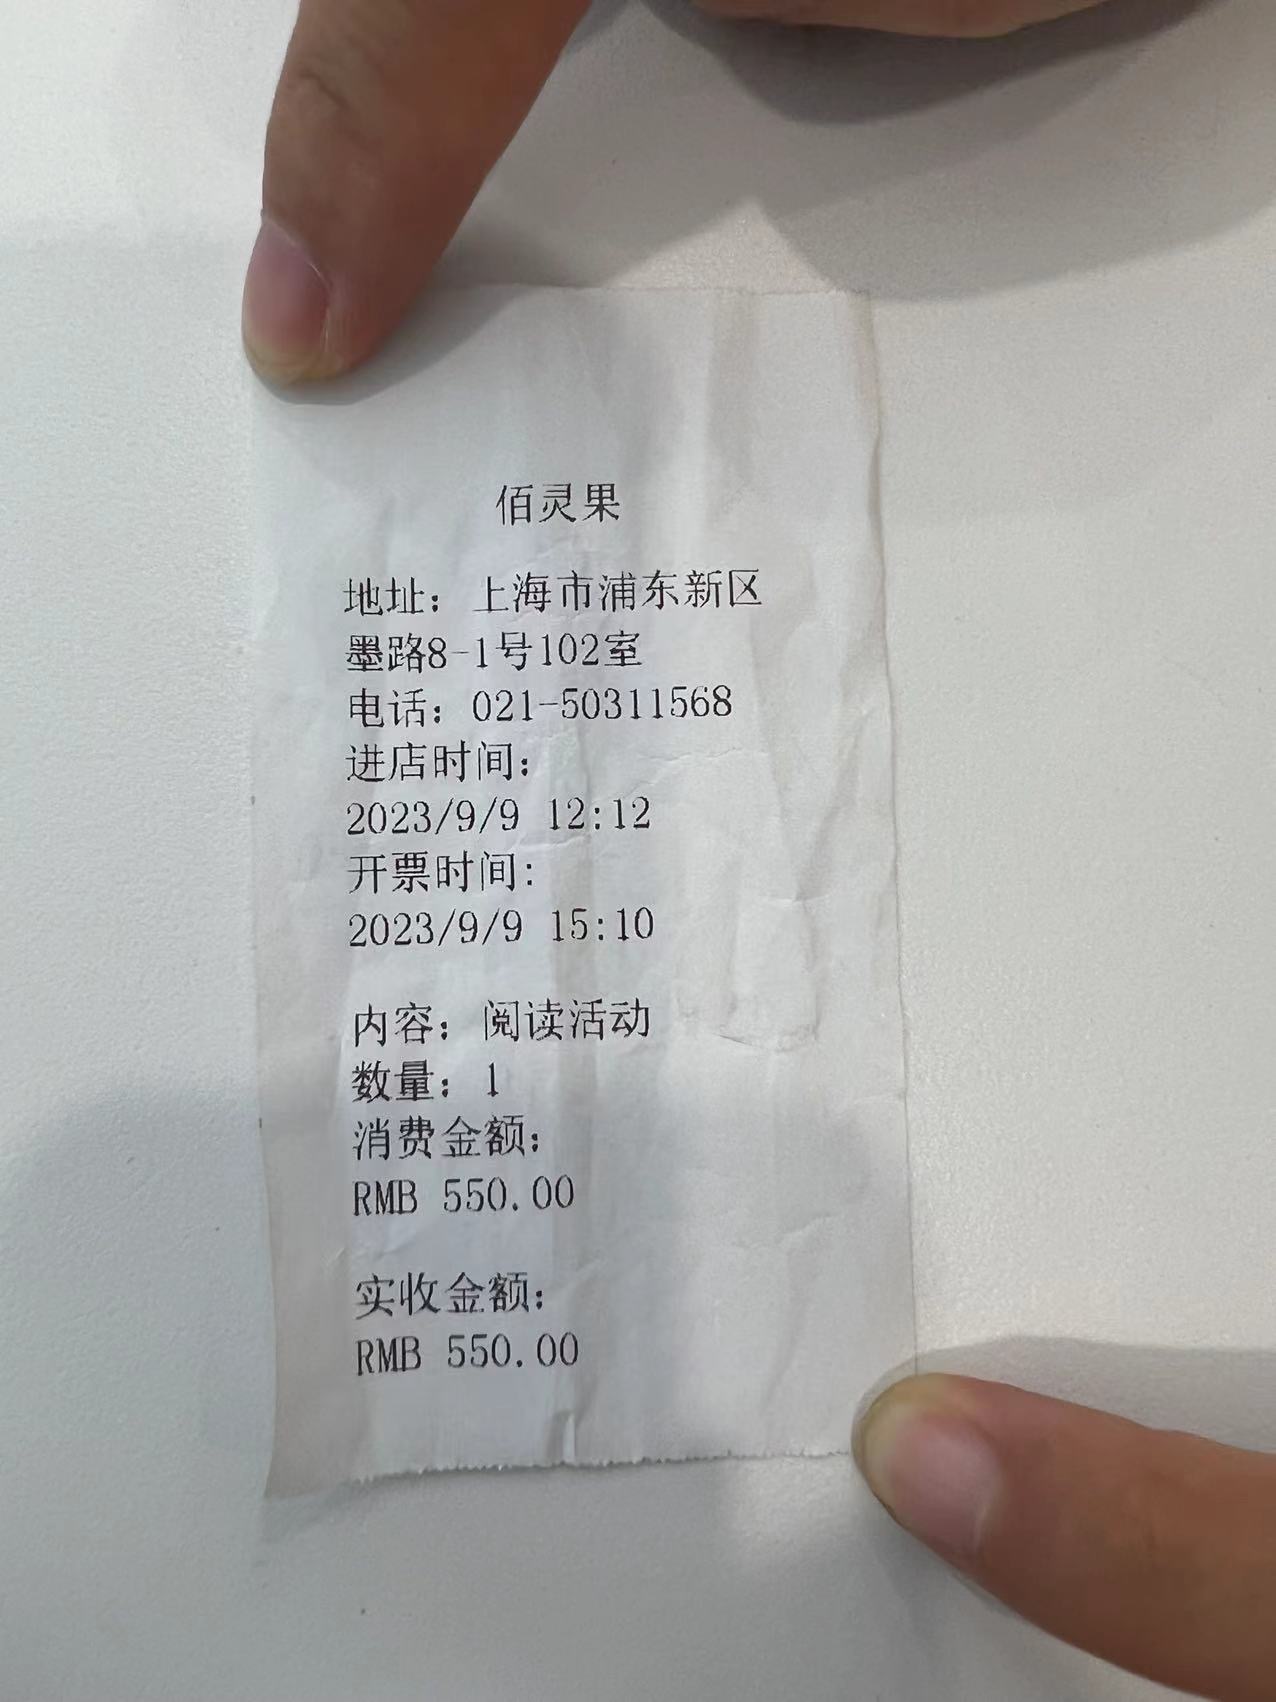 佰灵果
地址：上海市浦东新区
墨路8-1号102室
电话：021-50311568
进店时间：
2023/9/9 12:12
开票时间：
2023/9/9 15:10
内容：阅读活动
数量：1
消费金额：
RMB 550.00
实收金额：
RMB 550.00